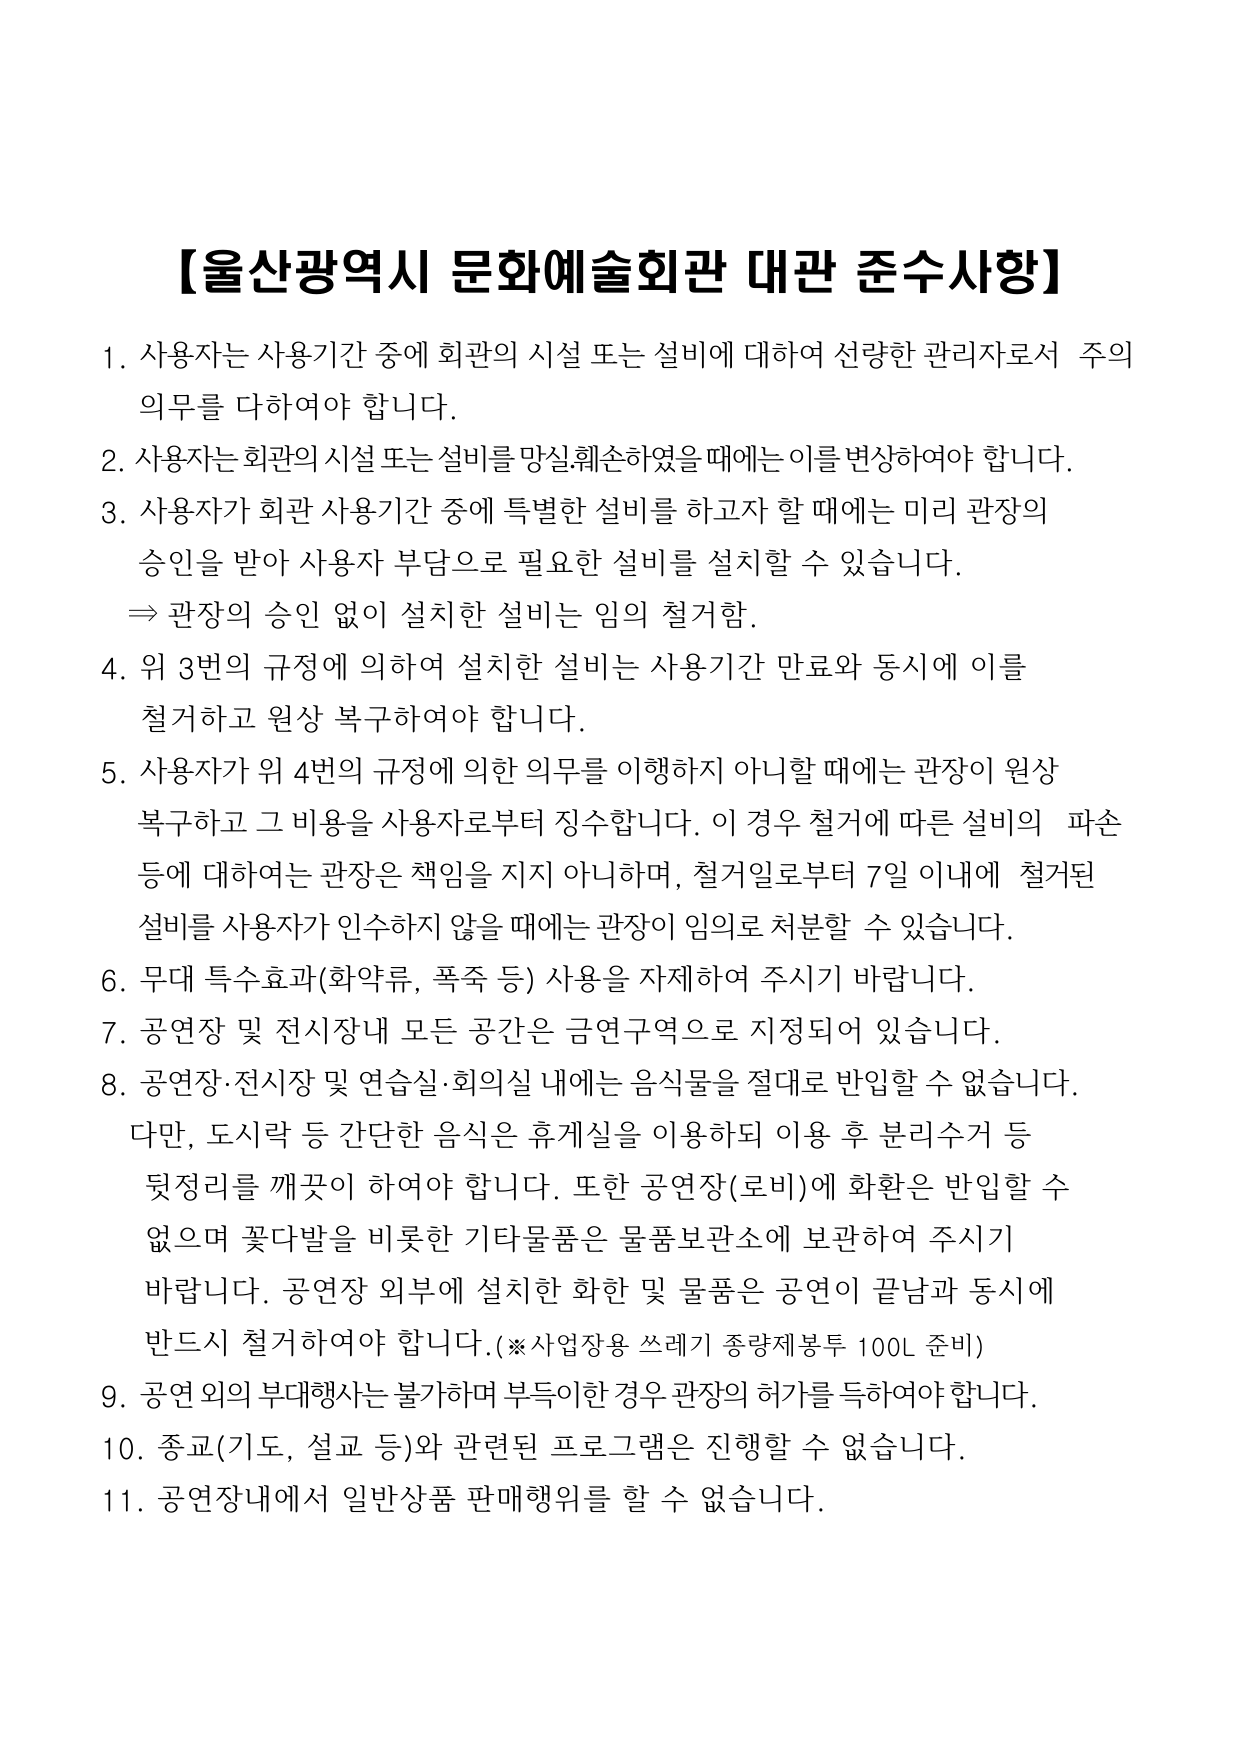 【울산광역시 문화예술회관 대관 준수사항】
1. 사용자는 사용기간 중에 회관의 시설 또는 설비에 대하여 선량한 관리자로서 주의
의무를 다하여야 합니다.
2. 사용자는 회관의 시설 또는 설비를 망실.훼손하였을 때에는 이를 변상하여야 합니다.
3. 사용자가 회관 사용기간 중에 특별한 설비를 하고자 할 때에는 미리 관장의
승인을 받아 사용자 부담으로 필요한 설비를 설치할 수 있습니다.
⇒ 관장의 승인 없이 설치한 설비는 임의 철거함.
4. 위 3번의 규정에 의하여 설치한 설비는 사용기간 만료와 동시에 이를
철거하고 원상 복구하여야 합니다.
5. 사용자가 위 4번의 규정에 의한 의무를 이행하지 아니할 때에는 관장이 원상
복구하고 그 비용을 사용자로부터 징수합니다. 이 경우 철거에 따른 설비의 파손
등에 대하여는 관장은 책임을 지지 아니하며, 철거일로부터 7일 이내에 철거된
설비를 사용자가 인수하지 않을 때에는 관장이 임의로 처분할 수 있습니다.
6. 무대 특수효과(화약류, 폭죽 등) 사용을 자제하여 주시기 바랍니다.
7. 공연장 및 전시장내 모든 공간은 금연구역으로 지정되어 있습니다.
8. 공연장·전시장 및 연습실·회의실 내에는 음식물을 절대로 반입할 수 없습니다.
다만, 도시락 등 간단한 음식은 휴게실을 이용하되 이용 후 분리수거 등
뒷정리를 깨끗이 하여야 합니다. 또한 공연장(로비)에 화환은 반입할 수
없으며 꽃다발을 비롯한 기타물품은 물품보관소에 보관하여 주시기
바랍니다. 공연장 외부에 설치한 화한 및 물품은 공연이 끝남과 동시에
반드시 철거하여야 합니다.(※사업장용 쓰레기 종량제봉투 100L 준비)
9. 공연 외의 부대행사는 불가하며 부득이한 경우 관장의 허가를 득하여야 합니다.
10. 종교(기도, 설교 등)와 관련된 프로그램은 진행할 수 없습니다.
11. 공연장내에서 일반상품 판매행위를 할 수 없습니다.